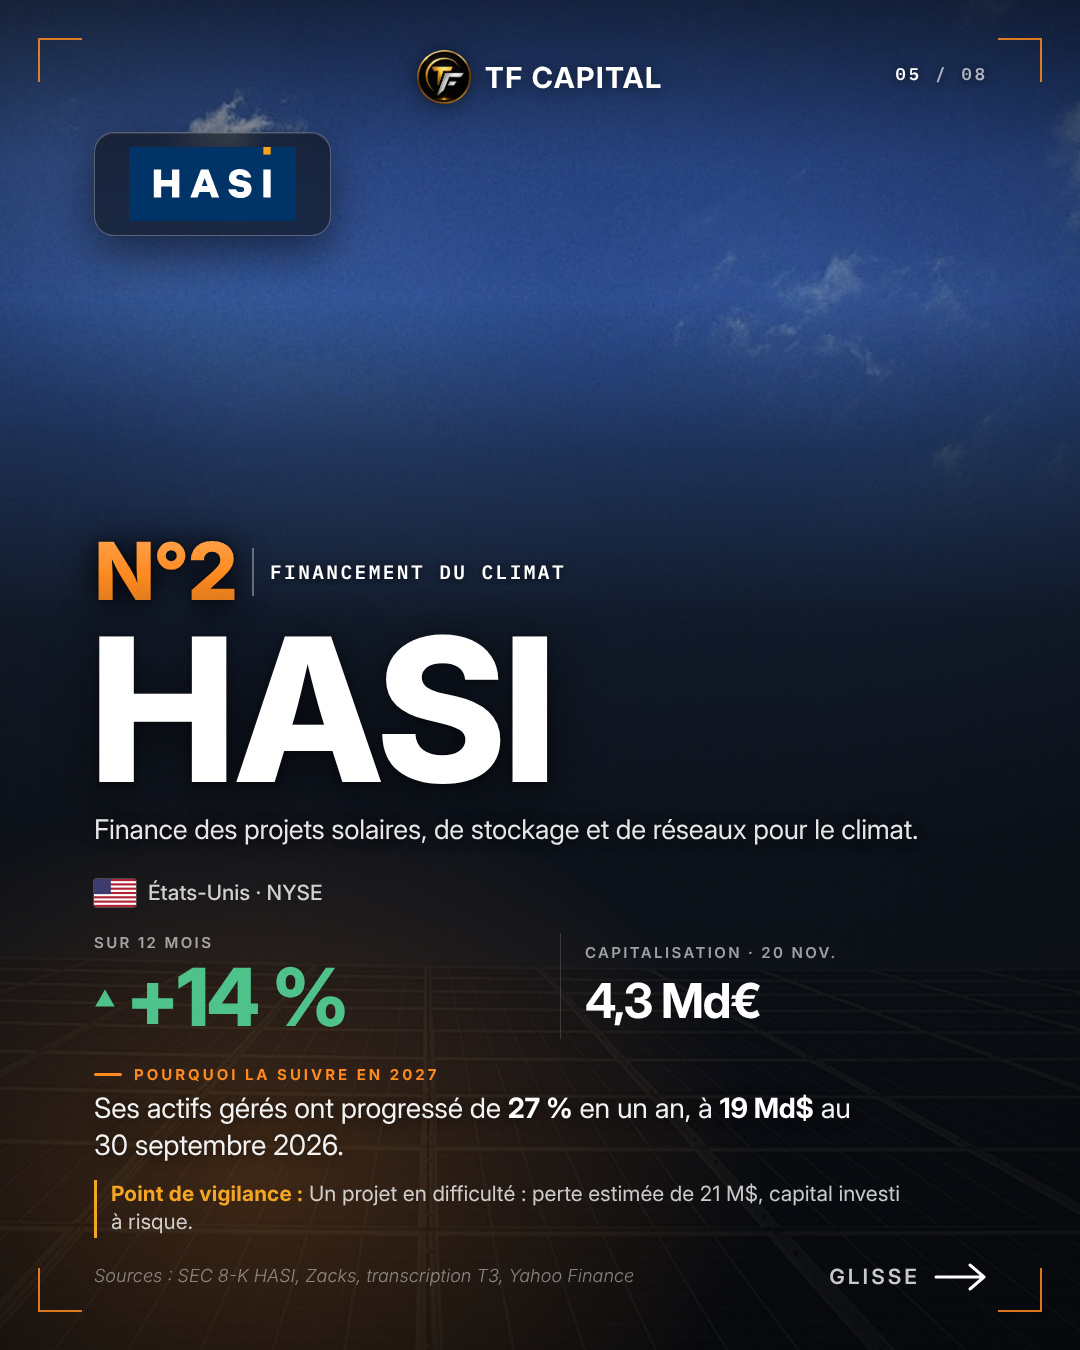 TF CAPITAL
05 / 08
HASI
N°2
FINANCEMENT DU CLIMAT
HASI
Finance des projets solaires, de stockage et de réseaux pour le climat.
États-Unis · NYSE
SUR 12 MOIS
▲ +14 %
CAPITALISATION · 20 NOV.
4,3 Md€
POURQUOI LA SUIVRE EN 2027
Ses actifs gérés ont progressé de 27 % en un an, à 19 Md$ au
30 septembre 2026.
Point de vigilance : Un projet en difficulté : perte estimée de 21 M$, capital investi
à risque.
Sources : SEC 8-K HASI, Zacks, transcription T3, Yahoo Finance
GLISSE →